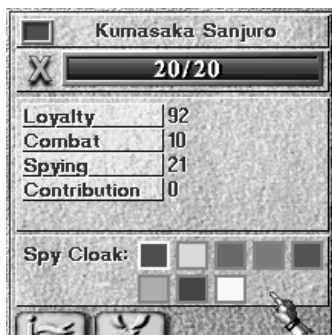 Kumasaka Sanjuro
20/20
Loyalty 92
Combat 10
Spying 21
Contribution 0
Spy Cloak: